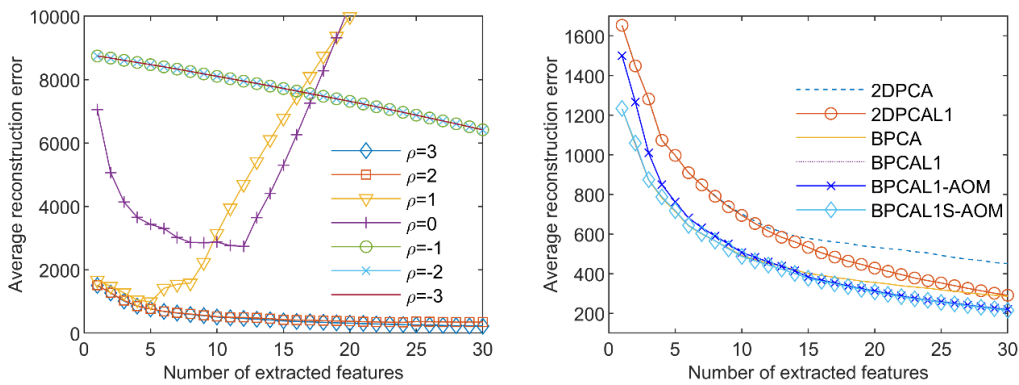 10000
8000
6000
4000
2000
0
Average reconstruction error
0 5 10 15 20 25 30
Number of extracted features
ρ=3
ρ=2
ρ=1
ρ=0
ρ=-1
ρ=-2
ρ=-3
1600
1400
1200
1000
800
600
400
200
Average reconstruction error
0 5 10 15 20 25 30
Number of extracted features
2DPCA
2DPCAL1
BPCA
BPCAL1
BPCAL1-AOM
BPCAL1S-AOM